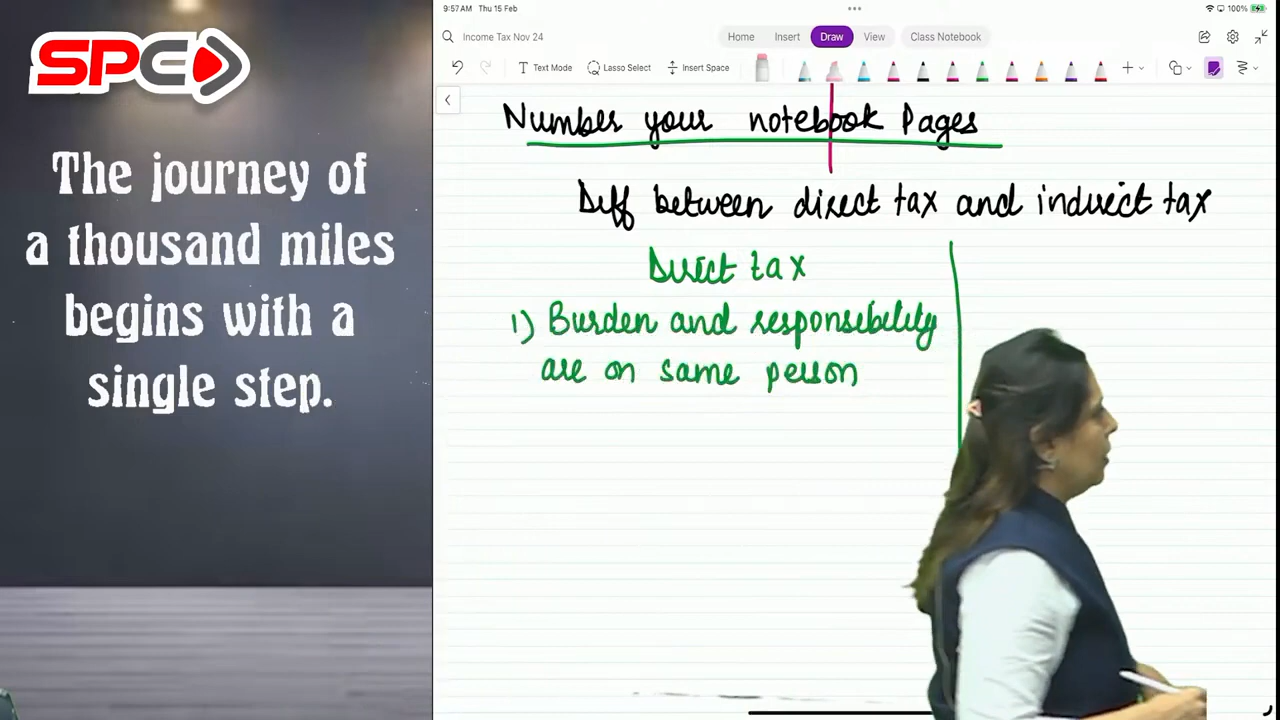 SPE
The journey of
a thousand miles
begins with a
single step.
9:57 AM Thu 15 Feb
100%
Income Tax Nov 24
Home Insert Draw View Class Notebook
Text Mode Lasso Select Insert Space
Number your notebook Pages
Diff between direct tax and indirect tax
Direct tax
1) Burden and responsibility
are on same person